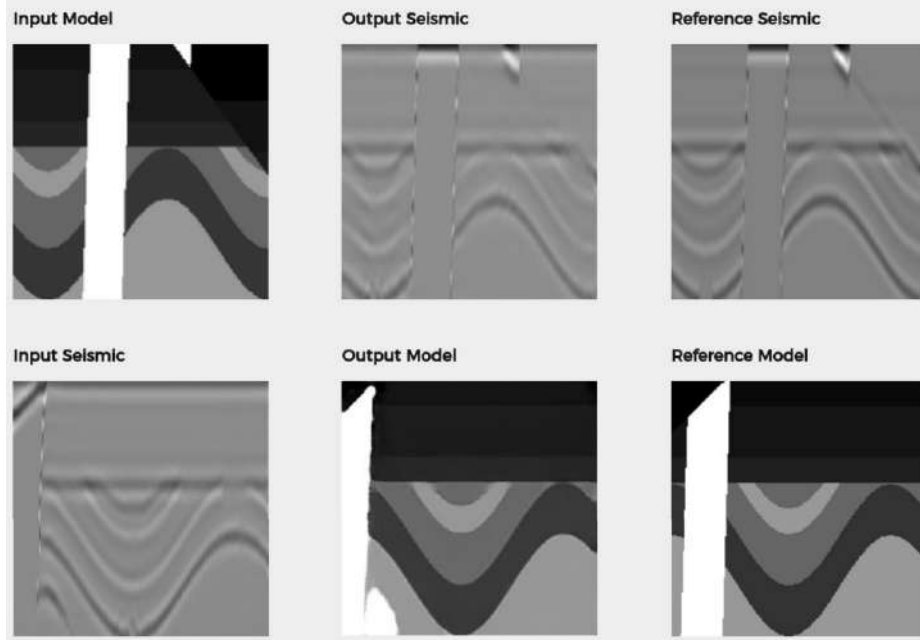 Input Model
Output Seismic
Reference Seismic
Input Seismic
Output Model
Reference Model